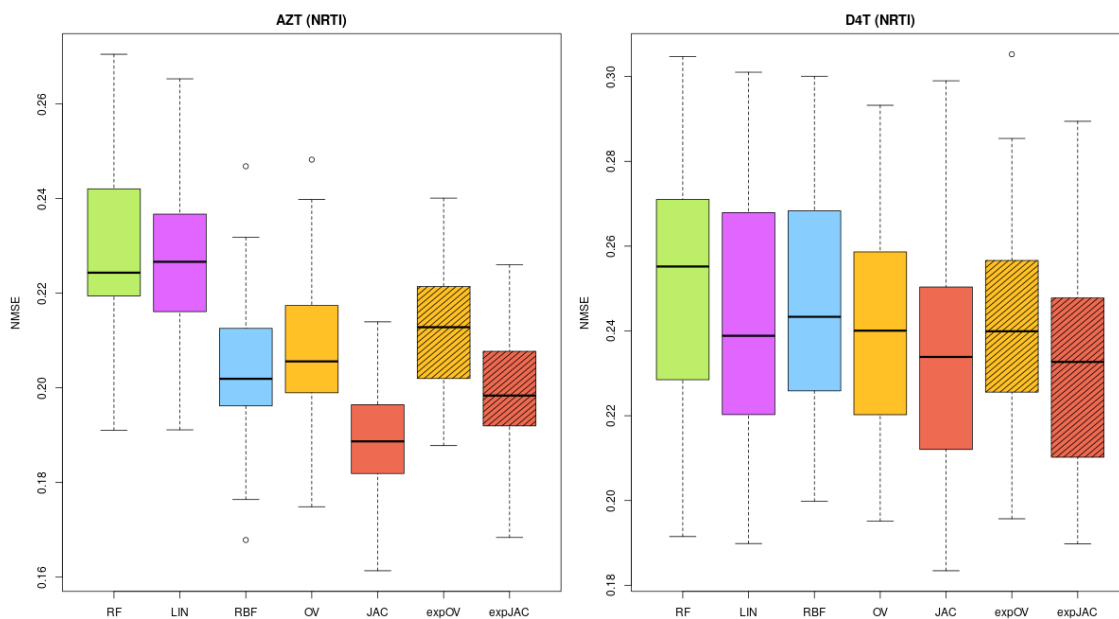 AZT (NRTI)
NMSE
0.26
0.24
0.22
0.20
0.18
0.16
RF LIN RBF OV JAC expOV expJAC
D4T (NRTI)
NMSE
0.30
0.28
0.26
0.24
0.22
0.20
0.18
RF LIN RBF OV JAC expOV expJAC